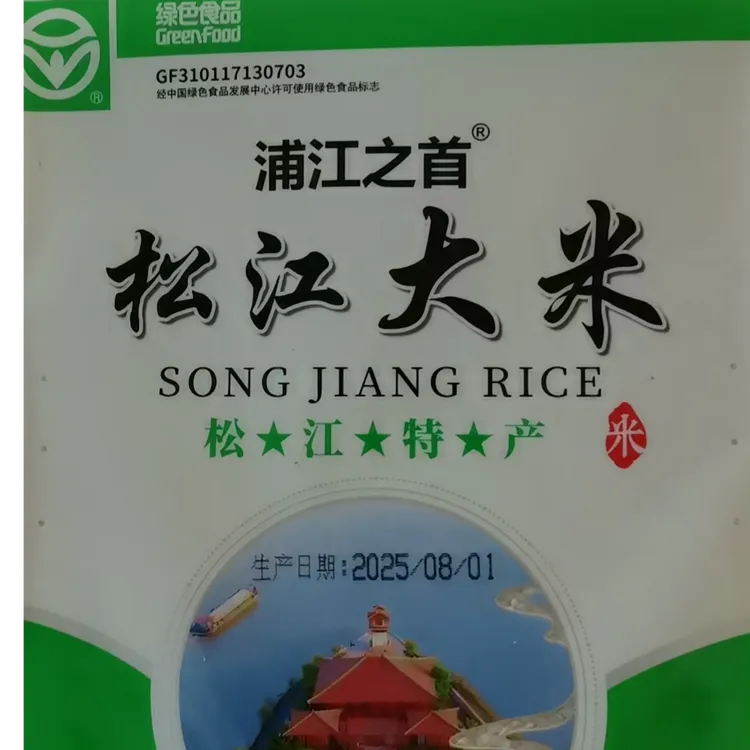 绿色食品
GreenFood
®
GF310117130703
经中国绿色食品发展中心许可使用绿色食品标志
浦江之首®
松江大米
SONG JIANG RICE
松★江★特★产
米
生产日期:2025/08/01